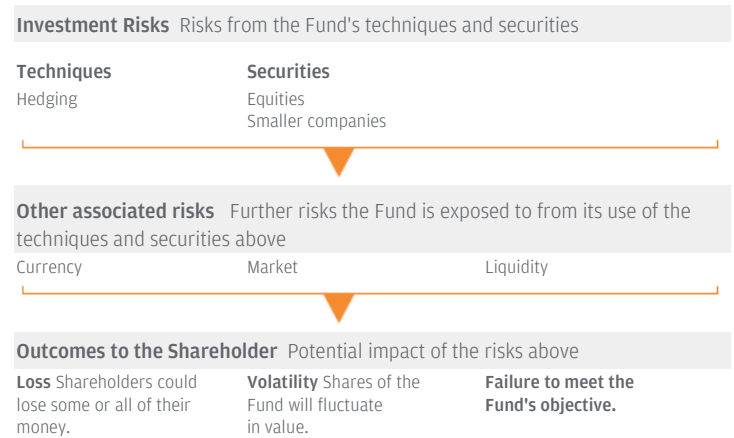 Investment Risks Risks from the Fund's techniques and securities
Techniques
Hedging
Securities
Equities
Smaller companies
Other associated risks Further risks the Fund is exposed to from its use of the
techniques and securities above
Currency
Market
Liquidity
Outcomes to the Shareholder Potential impact of the risks above
Loss Shareholders could
lose some or all of their
money.
Volatility Shares of the
Fund will fluctuate
in value.
Failure to meet the
Fund's objective.